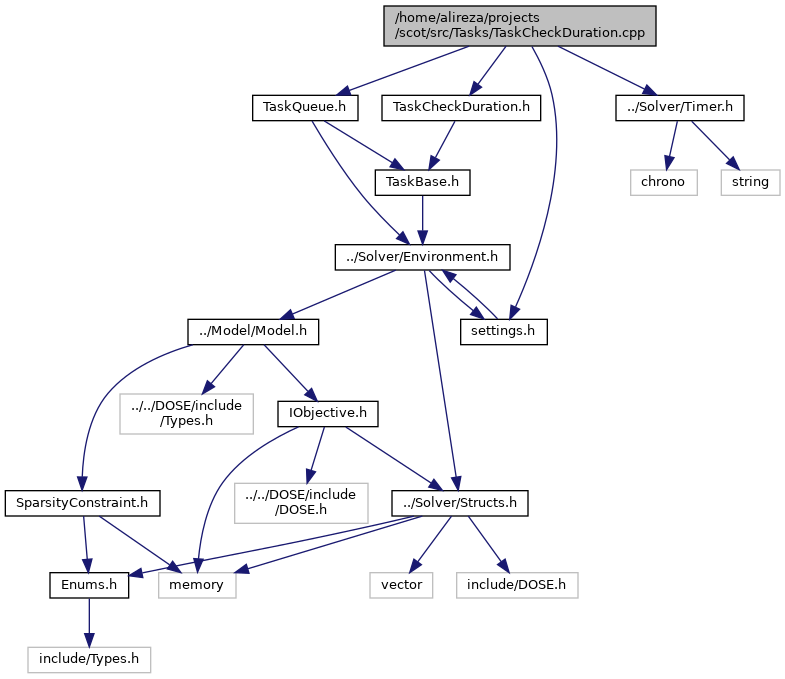 /home/alireza/projects
/scot/src/Tasks/TaskCheckDuration.cpp
TaskQueue.h
TaskCheckDuration.h
../Solver/Timer.h
TaskBase.h
chrono
string
../Solver/Environment.h
../Model/Model.h
settings.h
../../DOSE/include
/Types.h
IObjective.h
SparsityConstraint.h
../../DOSE/include
/DOSE.h
../Solver/Structs.h
Enums.h
memory
vector
include/DOSE.h
include/Types.h